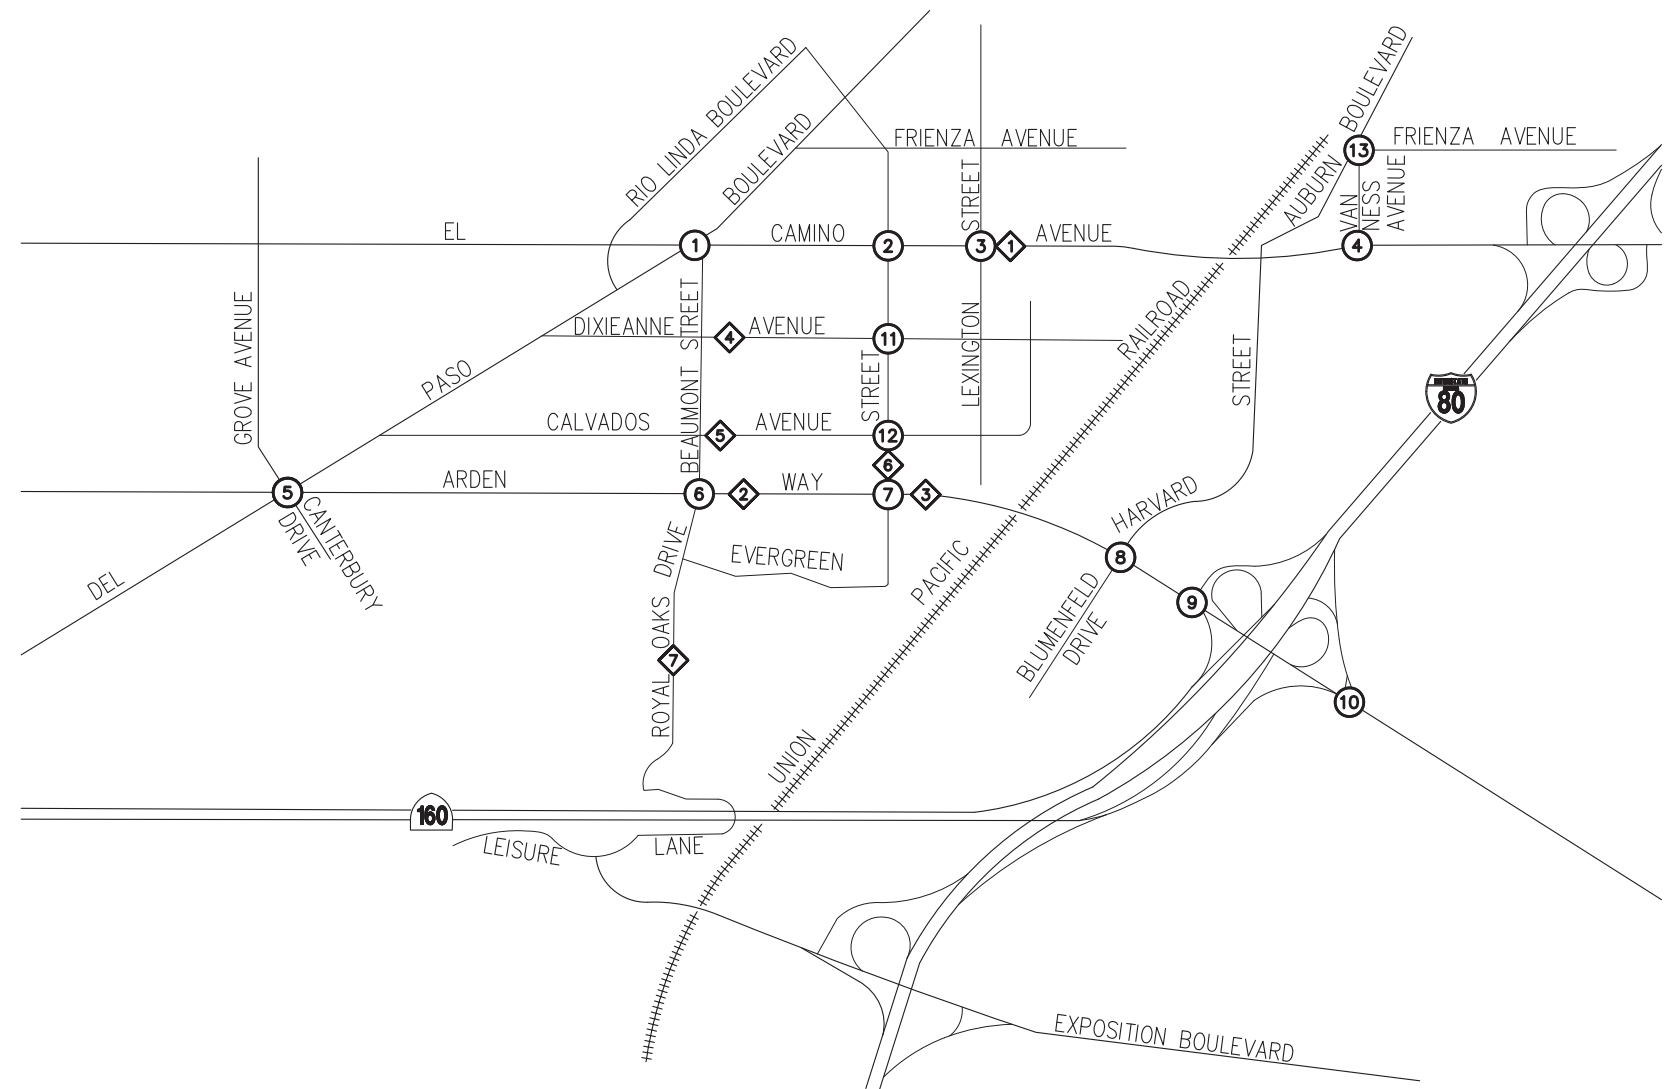 RIO LINDA BOULEVARD
BOULEVARD
FRIENZA AVENUE
STREET
BOULEVARD
AUBURN
13
FRIENZA AVENUE
VAN
NESS
AVENUE
EL
1
CAMINO
2
3
1
AVENUE
4
GROVE AVENUE
BEAUMONT STREET
DIXIEANNE
4
AVENUE
11
LEXINGTON
RAILROAD
STREET
PASO
STREET
80
CALVADOS
5
AVENUE
12
6
ARDEN
5
6
2
WAY
7
3
CANTERBURY
DRIVE
HARVARD
DRIVE
EVERGREEN
PACIFIC
8
DEL
BLUMENFELD
DRIVE
9
ROYAL OAKS
7
10
UNION
160
LEISURE
LANE
EXPOSITION BOULEVARD